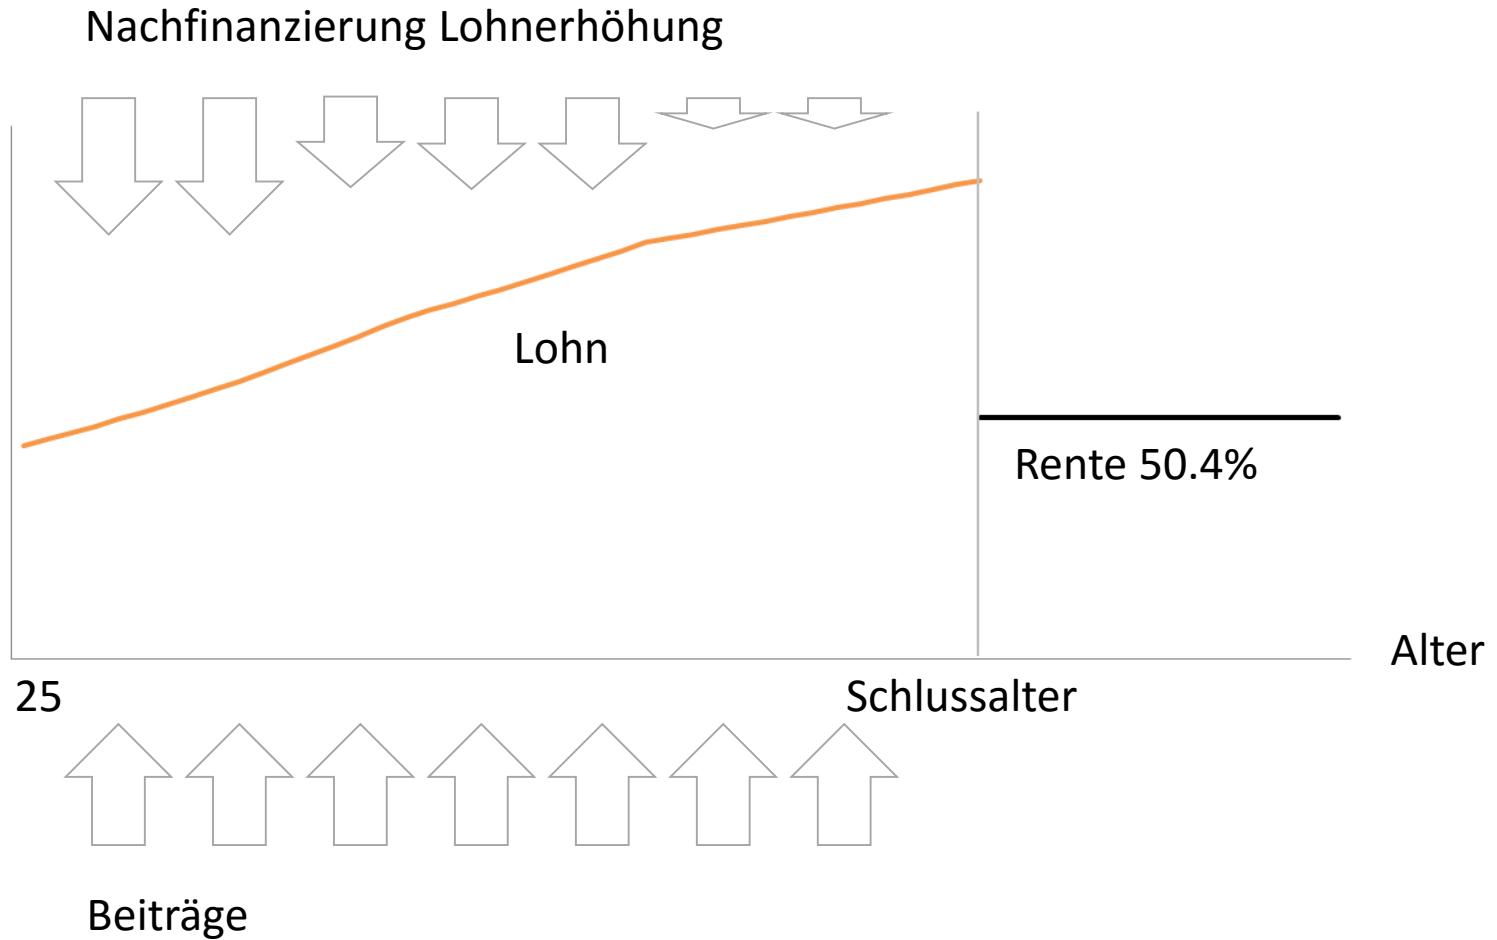 Nachfinanzierung Lohnerhöhung
Lohn
Rente 50.4%
Alter
25
Schlussalter
Beiträge